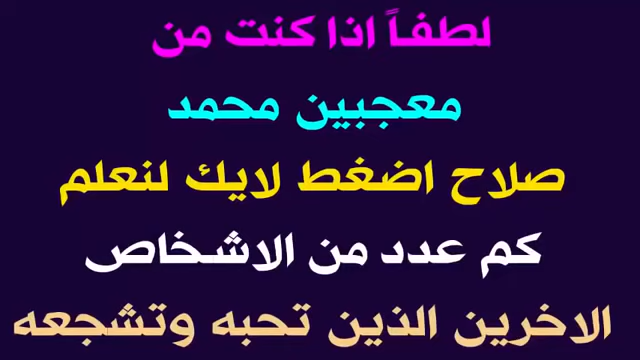 لطفاً اذا كنت من
معجبين محمد
صلاح اضغط لايك لنعلم
كم عدد من الاشخاص
الاخرين الذين تحبه وتشجعه